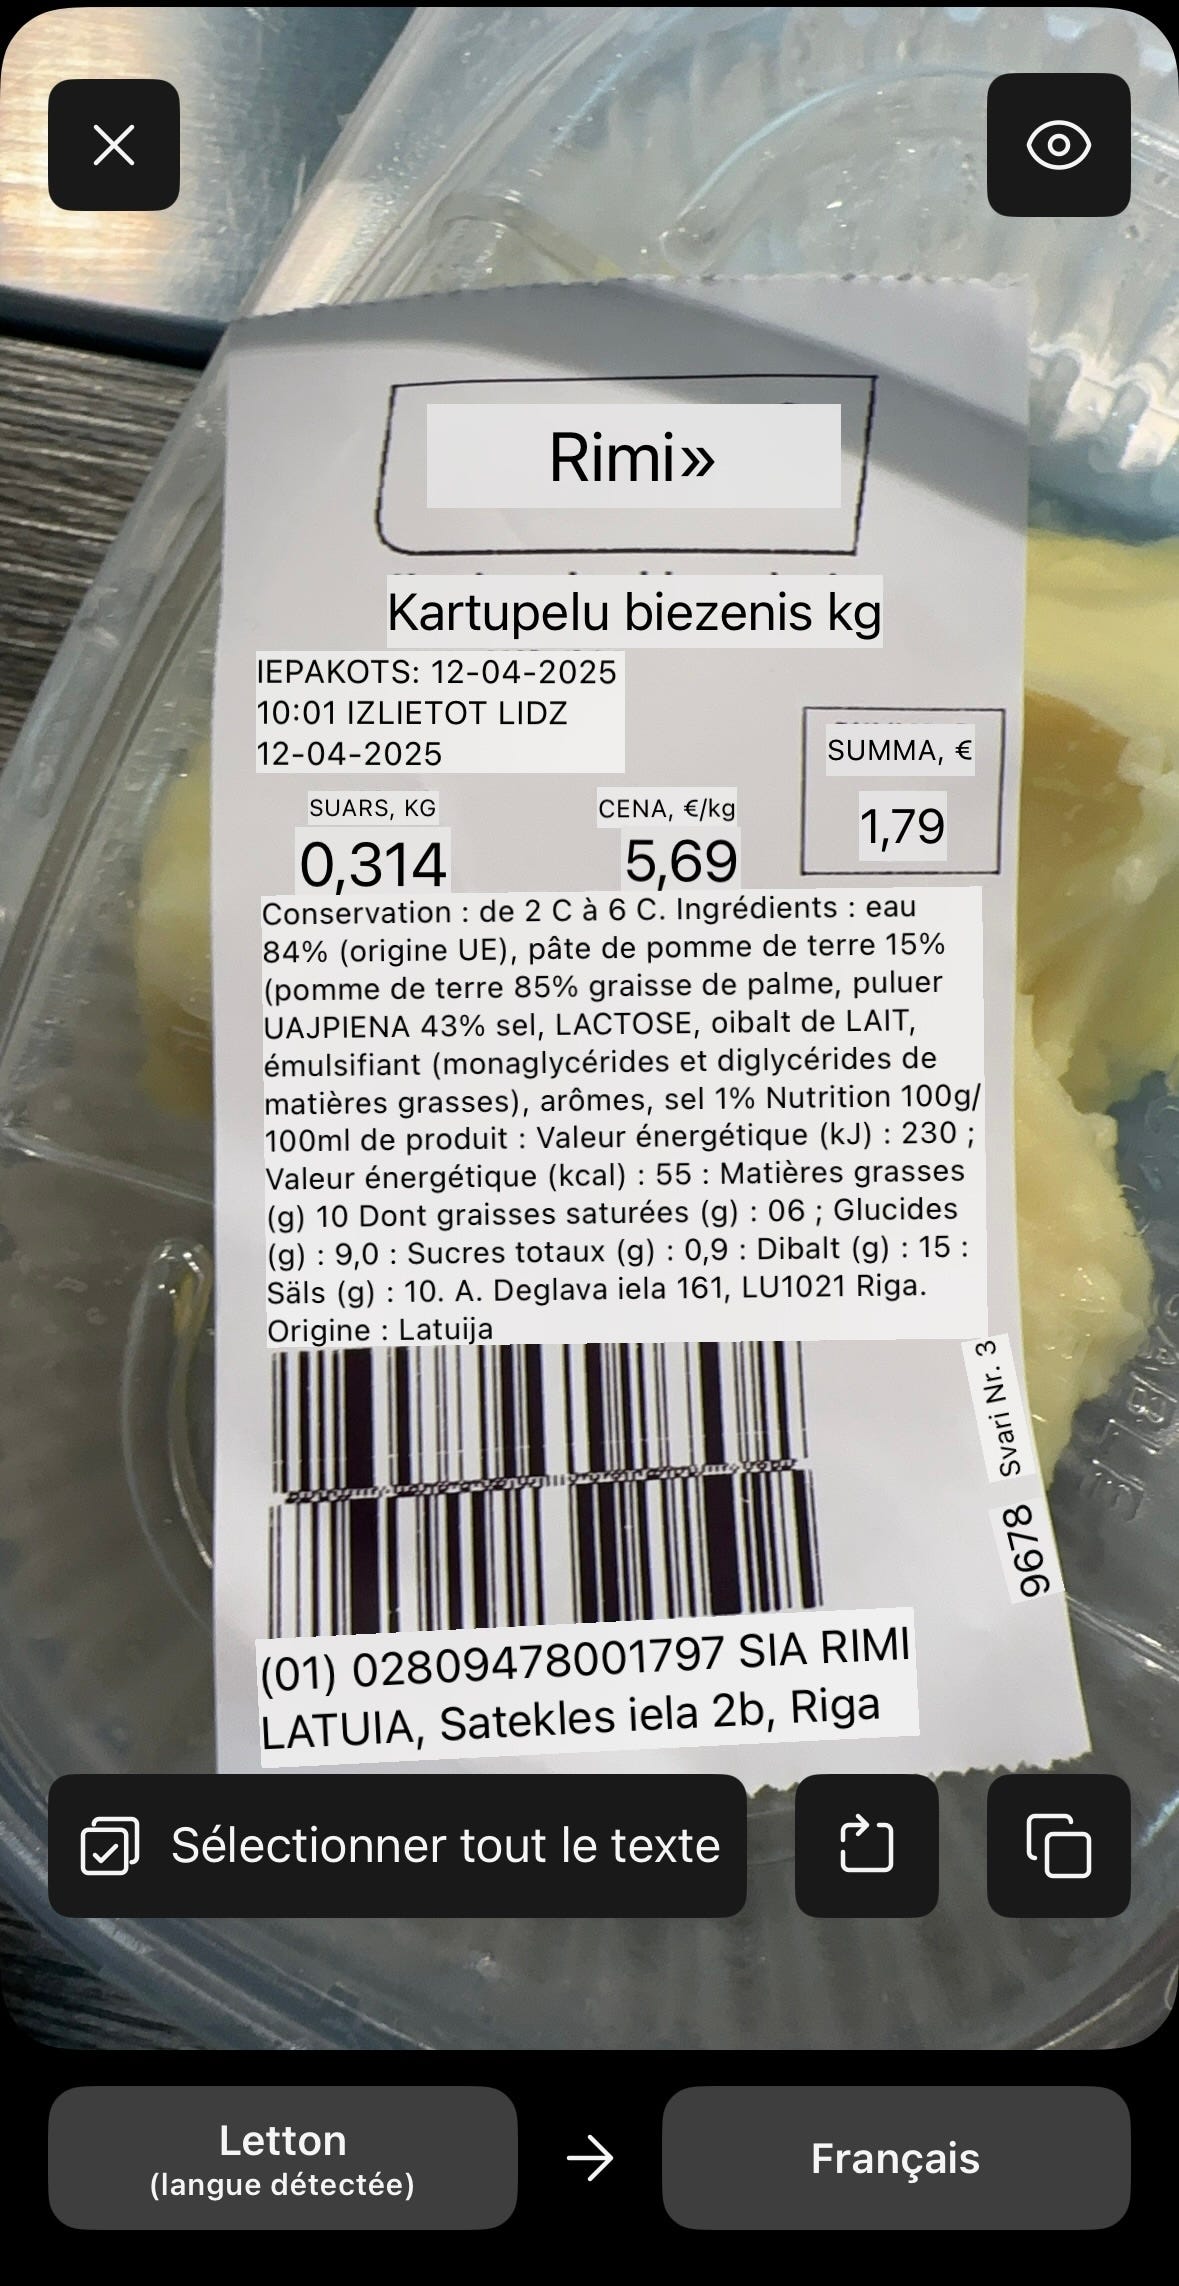 Rimi»
Kartupelu biezenis kg
IEPAKOTS: 12-04-2025
10:01 IZLIETOT LIDZ
12-04-2025
SUMMA, €
1,79
SUARS, KG
CENA, €/kg
0,314
5,69
Conservation : de 2 C à 6 C. Ingrédients : eau
84% (origine UE), pâte de pomme de terre 15%
(pomme de terre 85% graisse de palme, puluer
UAJPIENA 43% sel, LACTOSE, oibalt de LAIT,
émulsifiant (monaglycérides et diglycérides de
matières grasses), arômes, sel 1% Nutrition 100g/
100ml de produit : Valeur énergétique (kJ) : 230 ;
Valeur énergétique (kcal) : 55 : Matières grasses
(g) 10 Dont graisses saturées (g) : 06 ; Glucides
(g) : 9,0 : Sucres totaux (g) : 0,9 : Dibalt (g) : 15 :
Säls (g) : 10. A. Deglava iela 161, LU1021 Riga.
Origine : Latuija
Svari Nr. 3
9678
(01) 02809478001797 SIA RIMI
LATUIA, Satekles iela 2b, Riga
Sélectionner tout le texte
Letton
(langue détectée)
Français